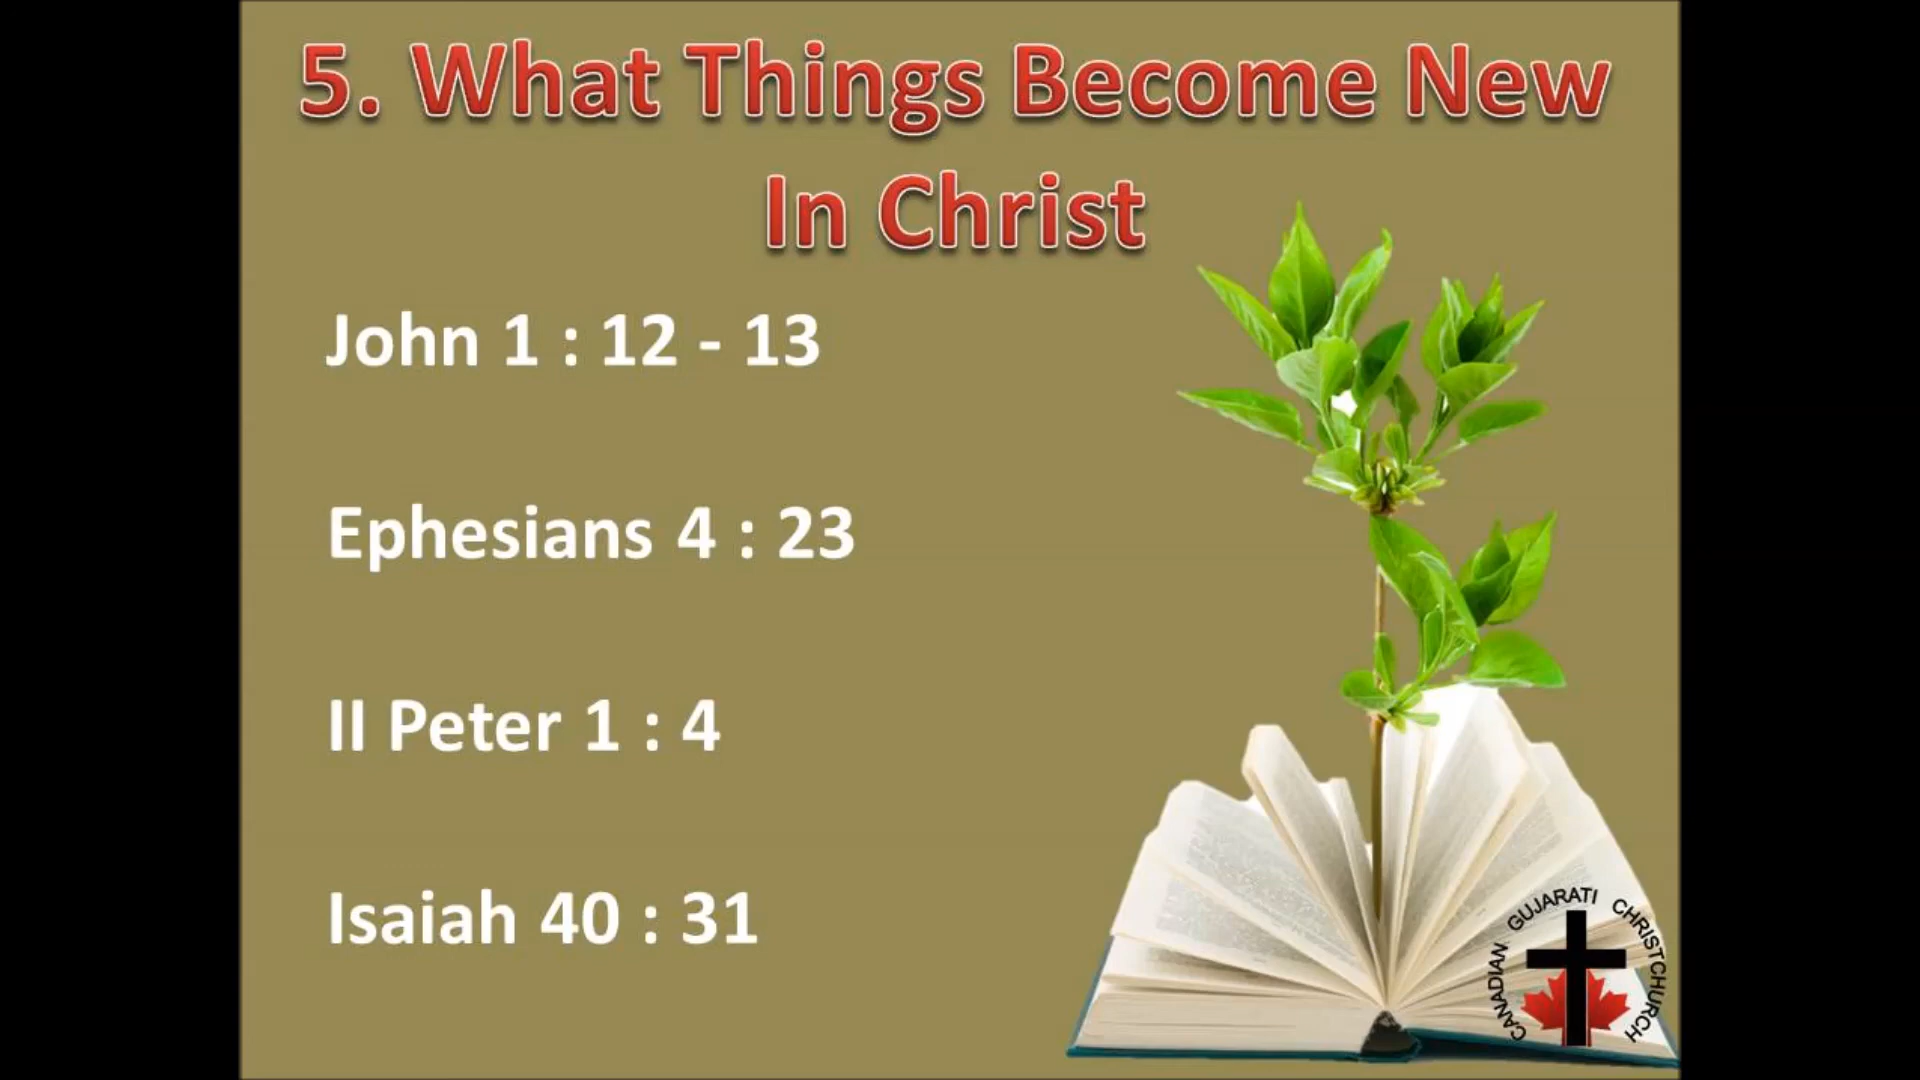 5. What Things Become New
In Christ
John 1 : 12 - 13
Ephesians 4 : 23
II Peter 1 : 4
Isaiah 40 : 31
CANADIAN GUJARATI CHRISTCHURCH